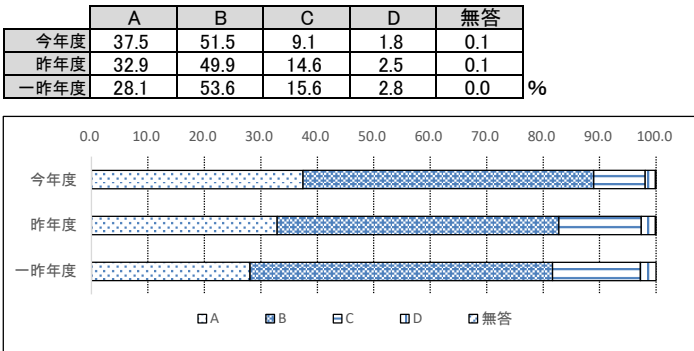 A B C D 無答
今年度 37.5 51.5 9.1 1.8 0.1
昨年度 32.9 49.9 14.6 2.5 0.1
一昨年度 28.1 53.6 15.6 2.8 0.0 %
0.0 10.0 20.0 30.0 40.0 50.0 60.0 70.0 80.0 90.0 100.0
今年度
昨年度
一昨年度
A B C D 無答